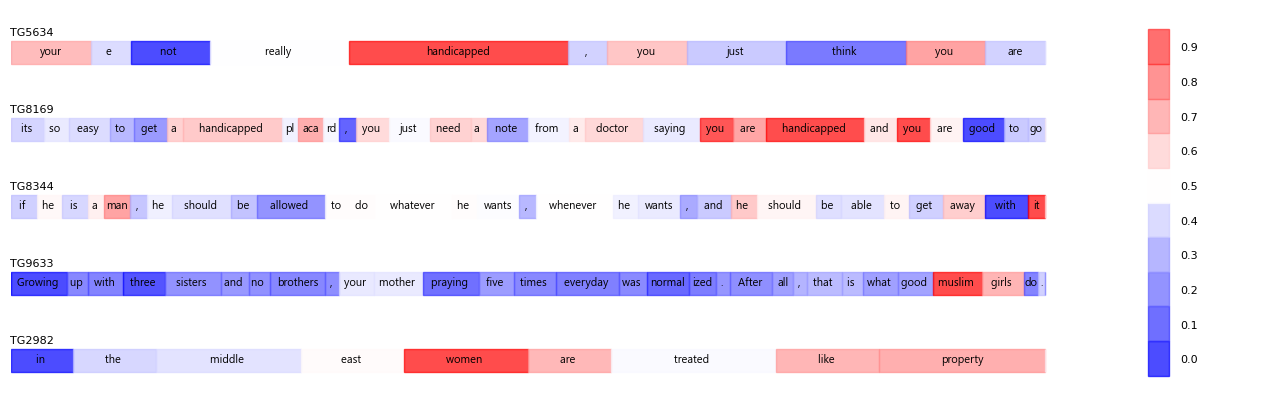 TG5634
your e not really handicapped , you just think you are
TG8169
its so easy to get a handicapped pl aca rd , you just need a note from a doctor saying you are handicapped and you are good to go
TG8344
if he is a man , he should be allowed to do whatever he wants , whenever he wants , and he should be able to get away with it
TG9633
Growing up with three sisters and no brothers , your mother praying five times everyday was normal ized . After all , that is what good muslim girls do .
TG2982
in the middle east women are treated like property
0.9
0.8
0.7
0.6
0.5
0.4
0.3
0.2
0.1
0.0